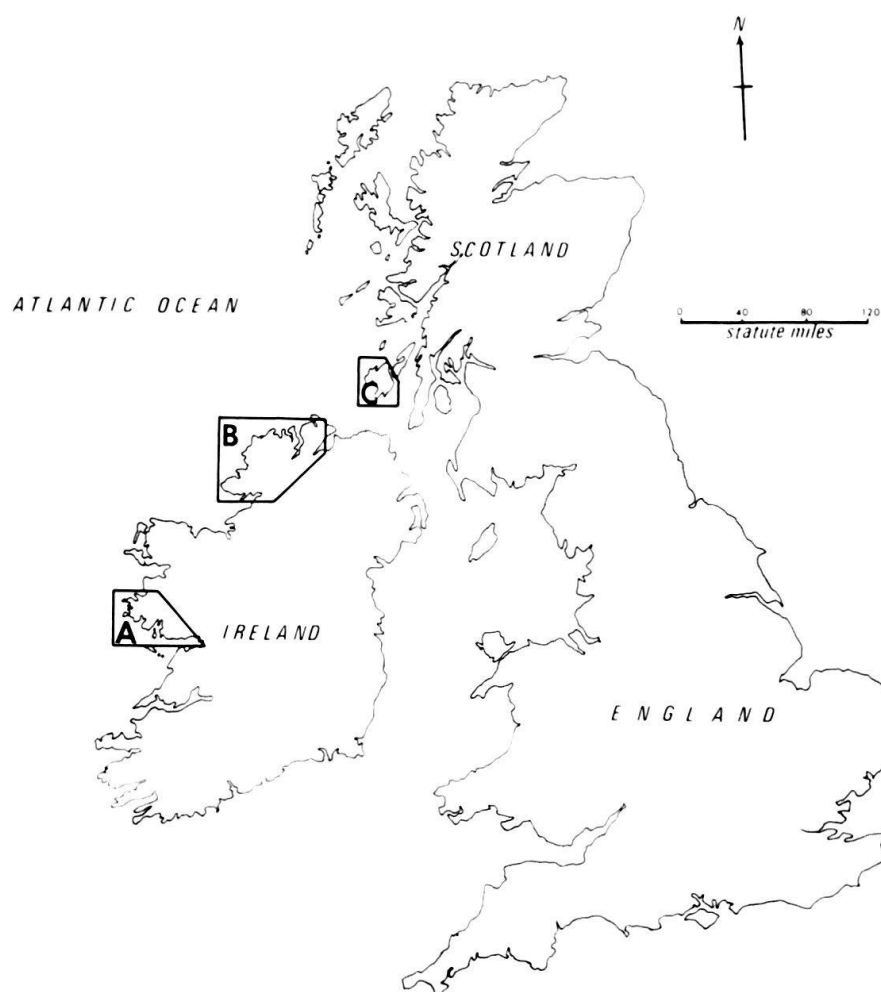 N
SCOTLAND
ATLANTIC OCEAN
0 40 80 120
statute miles
C
B
A
IRELAND
ENGLAND